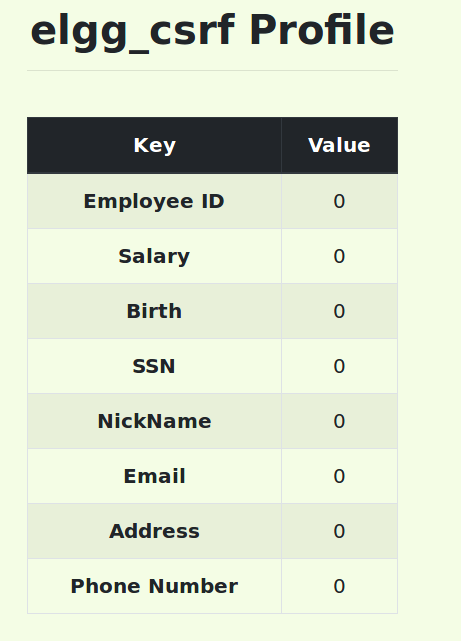 elgg_csrf Profile
Key Value
Employee ID 0
Salary 0
Birth 0
SSN 0
NickName 0
Email 0
Address 0
Phone Number 0